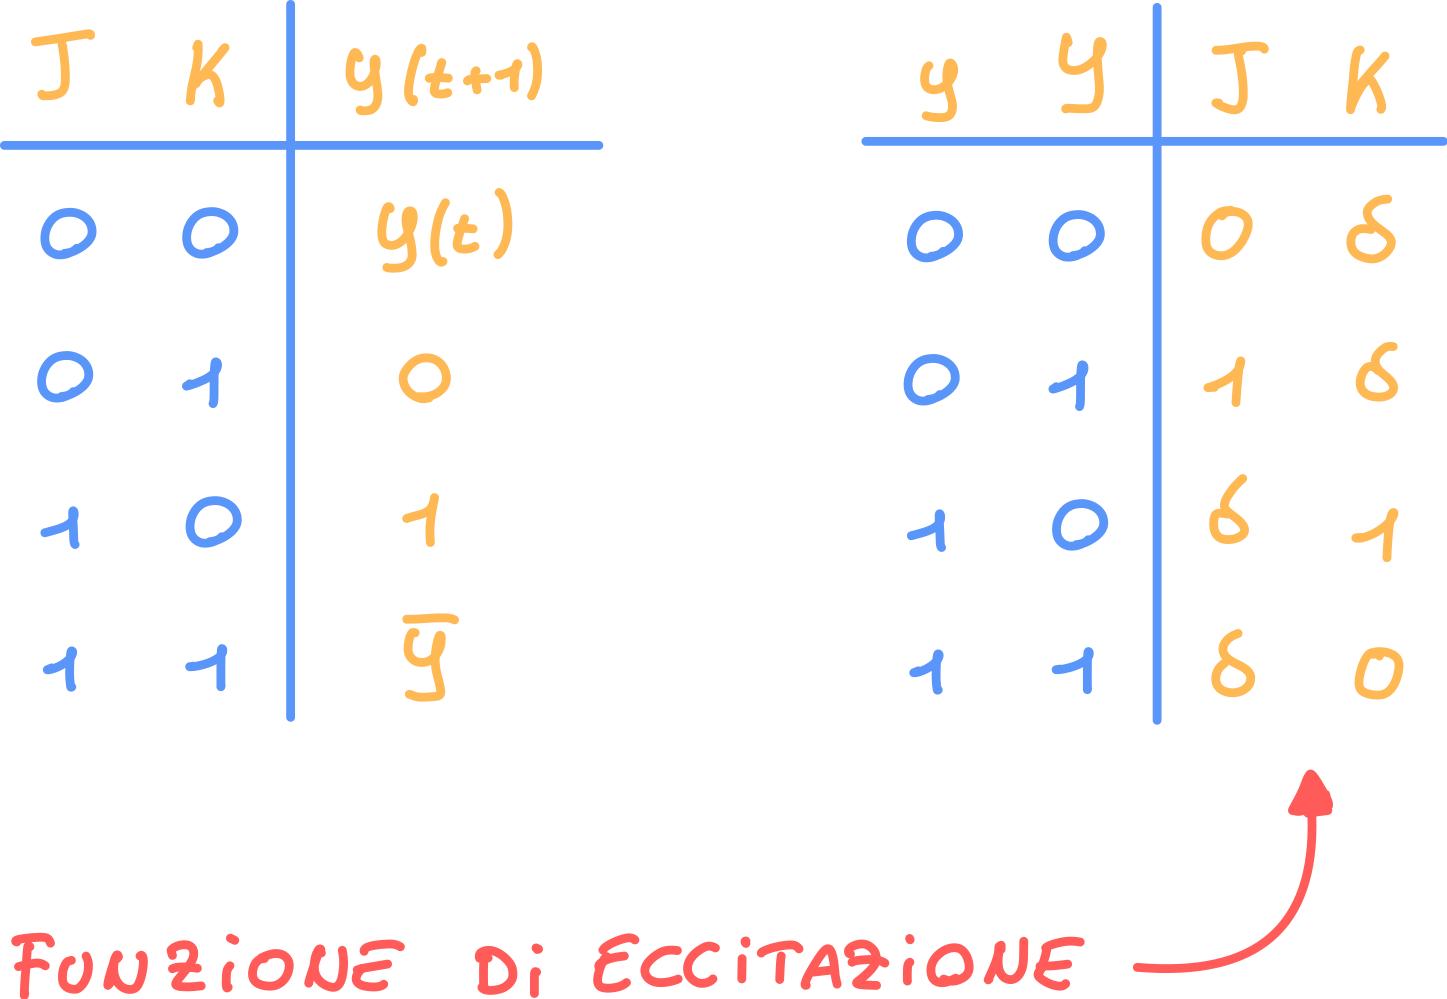 J K y(t+1) y Y J K
0 0 y(t) 0 0 0 δ
0 1 0 0 1 1 δ
1 0 1 1 0 δ 1
1 1 y̅ 1 1 δ 0
FUNZIONE Di ECCiTAZiONE